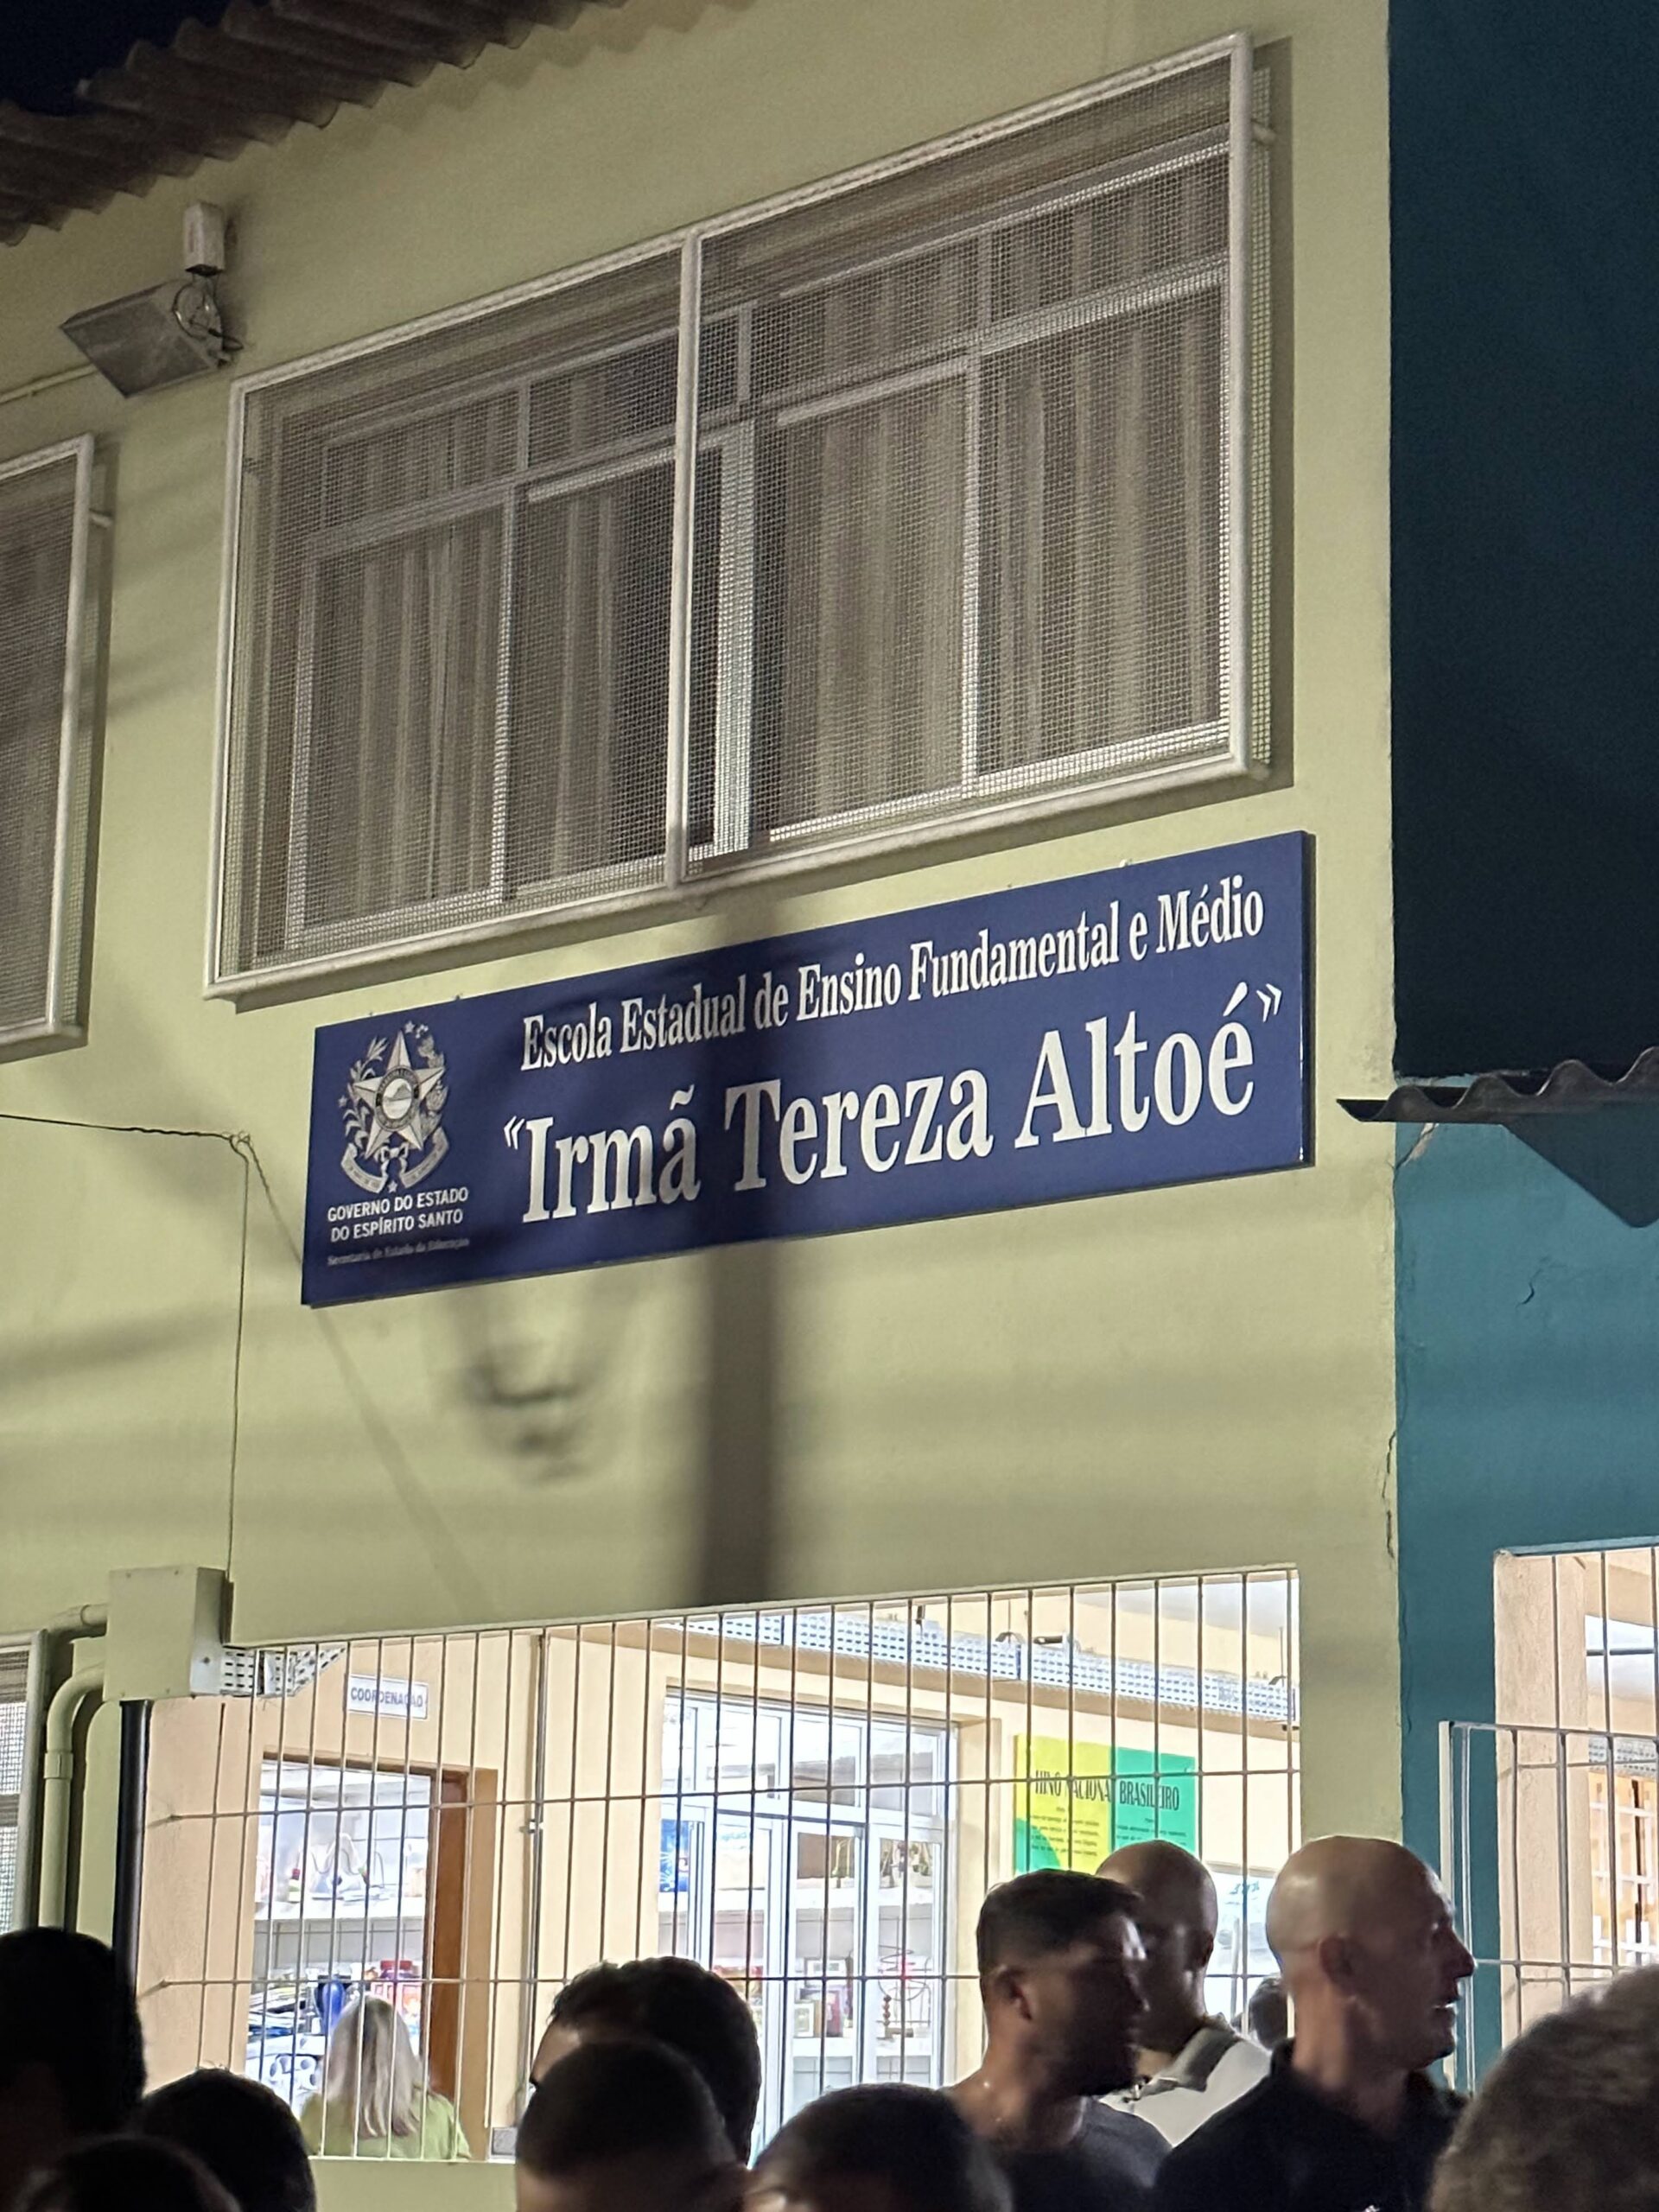 Escola Estadual de Ensino Fundamental e Médio
“Irmã Tereza Altoé”
GOVERNO DO ESTADO
DO ESPÍRITO SANTO
Secretaria de Estado da Educação
COORDENAÇÃO
HINO NACIONAL BRASILEIRO